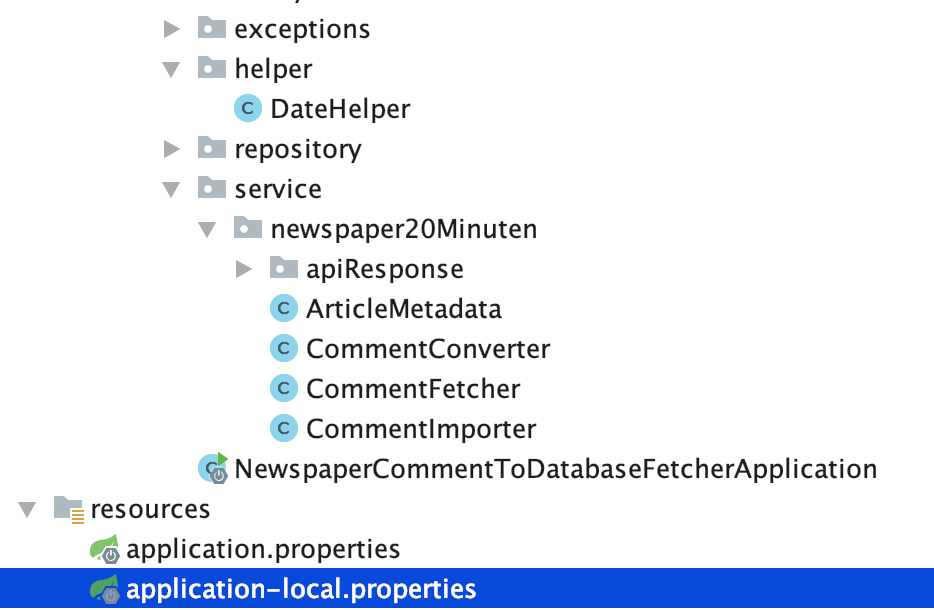 exceptions
helper
C DateHelper
repository
service
newspaper20Minuten
apiResponse
C ArticleMetadata
C CommentConverter
C CommentFetcher
C CommentImporter
C NewspaperCommentToDatabaseFetcherApplication
resources
application.properties
application-local.properties